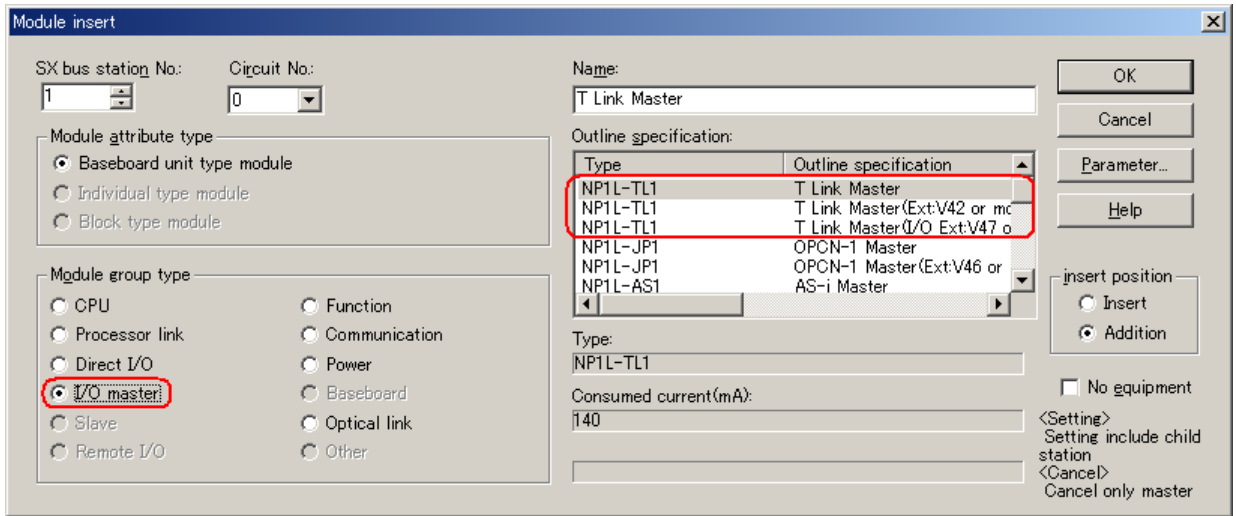 Module insert
SX bus station No.:
Circuit No.:
1
0
Module attribute type
Baseboard unit type module
Individual type module
Block type module
Module group type
CPU
Function
Processor link
Communication
Direct I/O
Power
I/O master
Baseboard
Slave
Optical link
Remote I/O
Other
Name:
T Link Master
Outline specification:
Type Outline specification
NP1L-TL1 T Link Master
NP1L-TL1 T Link Master(Ext:V42 or mo
NP1L-TL1 T Link Master(I/O Ext:V47 o
NP1L-JP1 OPCN-1 Master
NP1L-JP1 OPCN-1 Master(Ext:V46 or
NP1L-AS1 AS-i Master
Type:
NP1L-TL1
Consumed current(mA):
140
OK
Cancel
Parameter...
Help
insert position
Insert
Addition
No equipment
<Setting>
Setting include child
station
<Cancel>
Cancel only master